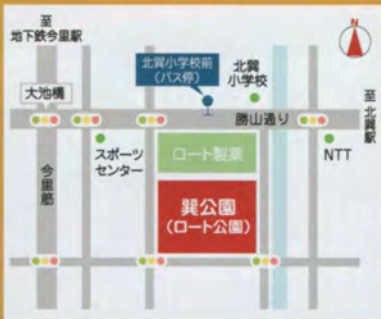 至
地下鉄今里駅
N
大池橋
北巽小学校前
(バス停)
北巽
小学校
至 北巽駅
勝山通り
スポーツ
センター
ロート製薬
NTT
今里筋
巽公園
(ロート公園)